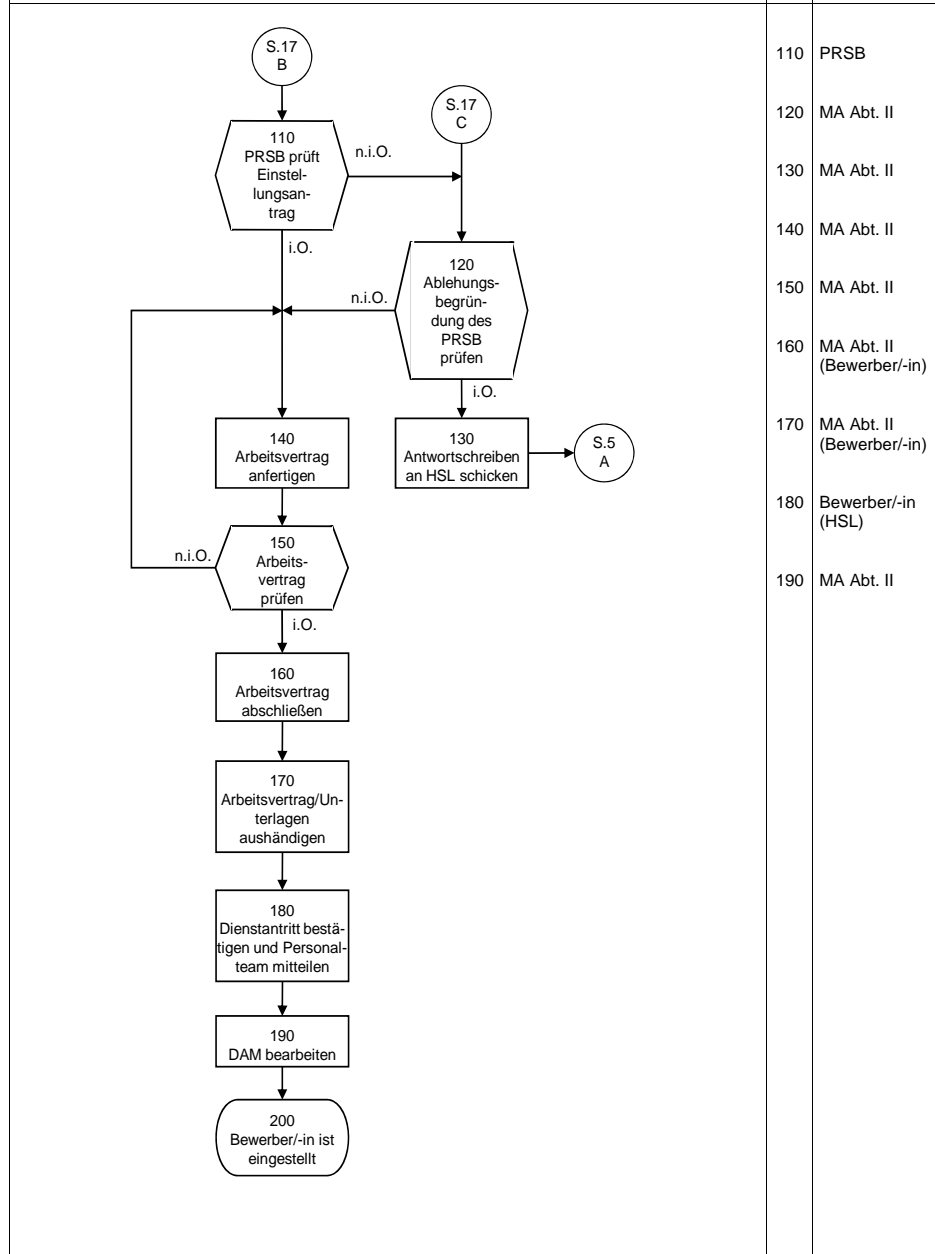 S.17
B
S.17
C
110
PRSB prüft
Einstel-
lungsan-
trag
n.i.O.
i.O.
120
Ablehungs-
begrün-
dung des
PRSB
prüfen
n.i.O.
i.O.
140
Arbeitsvertrag
anfertigen
130
Antwortschreiben
an HSL schicken
S.5
A
150
Arbeits-
vertrag
prüfen
n.i.O.
i.O.
160
Arbeitsvertrag
abschließen
170
Arbeitsvertrag/Un-
terlagen
aushändigen
180
Dienstantritt bestä-
tigen und Personal-
team mitteilen
190
DAM bearbeiten
200
Bewerber/-in ist
eingestellt
110 PRSB
120 MA Abt. II
130 MA Abt. II
140 MA Abt. II
150 MA Abt. II
160 MA Abt. II
(Bewerber/-in)
170 MA Abt. II
(Bewerber/-in)
180 Bewerber/-in
(HSL)
190 MA Abt. II